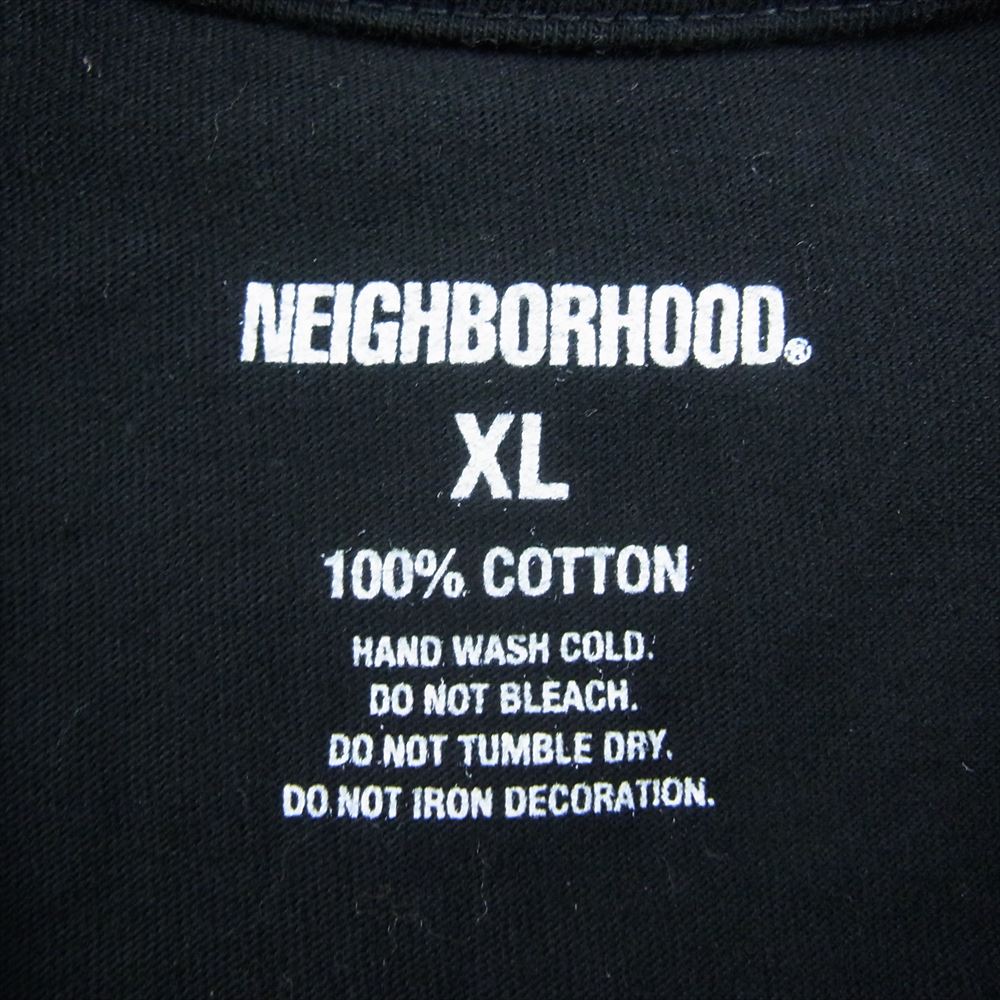 NEIGHBORHOOD®
XL
100% COTTON
HAND WASH COLD.
DO NOT BLEACH.
DO NOT TUMBLE DRY.
DO NOT IRON DECORATION.